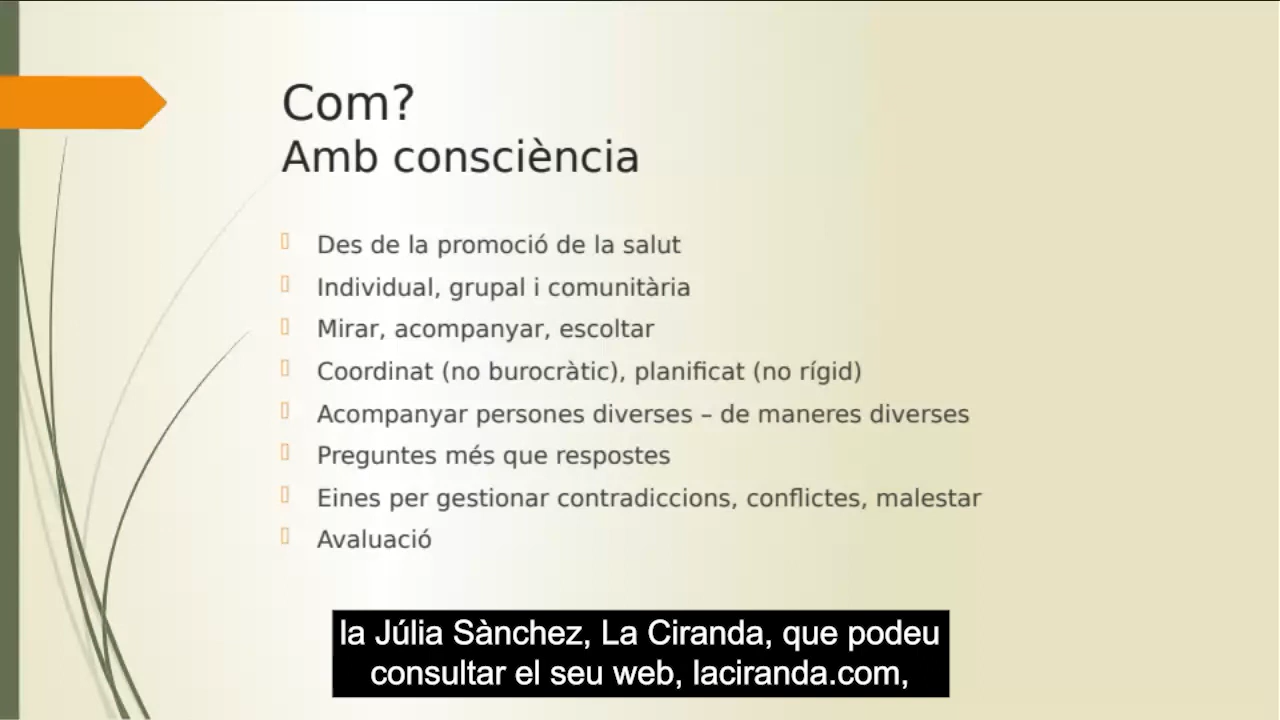 Com?
Amb consciència
Des de la promoció de la salut
Individual, grupal i comunitària
Mirar, acompanyar, escoltar
Coordinat (no burocràtic), planificat (no rígid)
Acompanyar persones diverses – de maneres diverses
Preguntes més que respostes
Eines per gestionar contradiccions, conflictes, malestar
Avaluació
la Júlia Sànchez, La Ciranda, que podeu
consultar el seu web, laciranda.com,